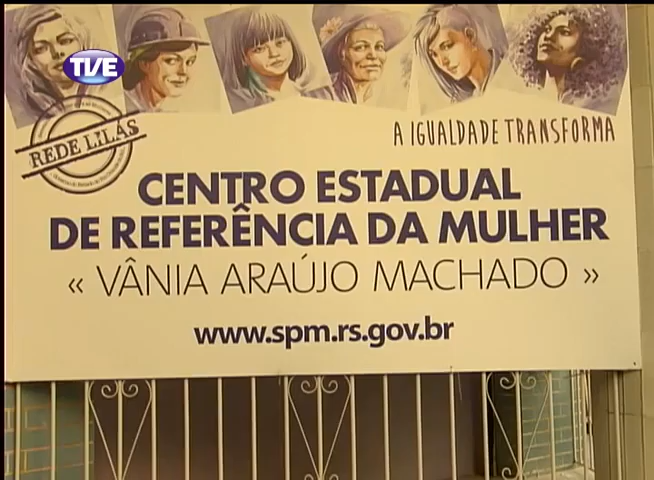 TVE
REDE LILÁS
A IGUALDADE TRANSFORMA
CENTRO ESTADUAL
DE REFERÊNCIA DA MULHER
« VÂNIA ARAÚJO MACHADO »
www.spm.rs.gov.br